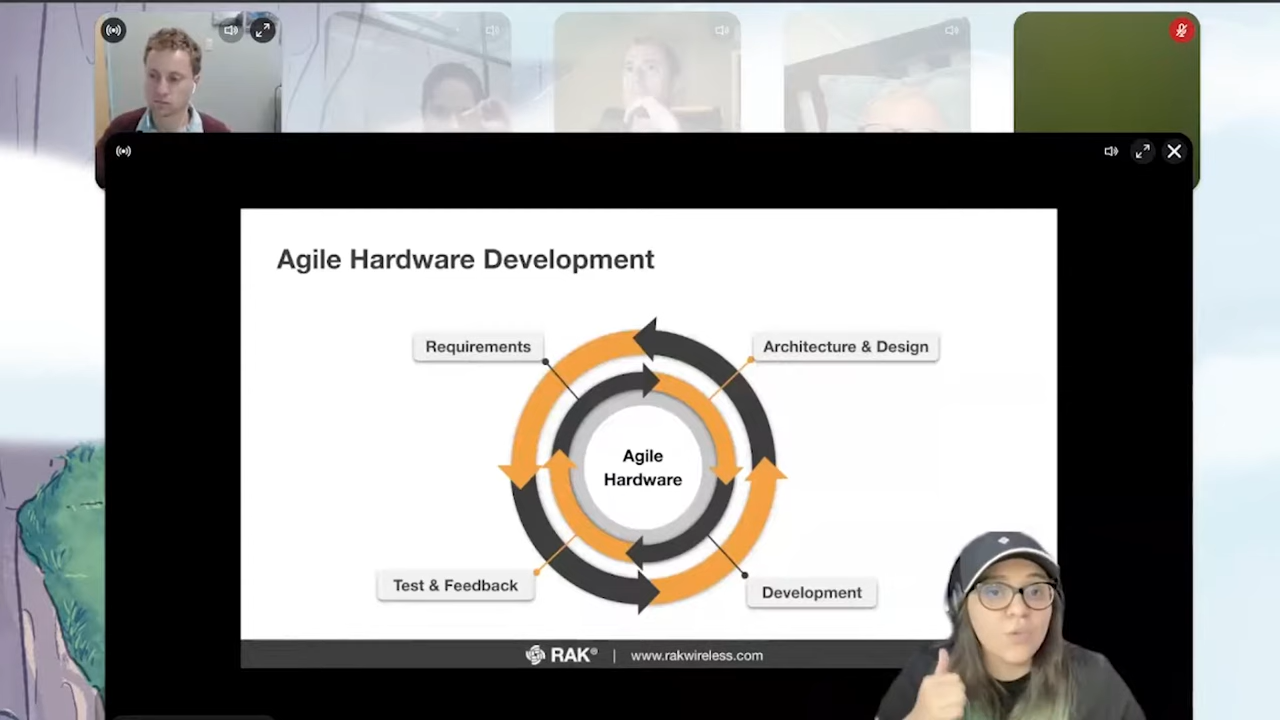 Agile Hardware Development
Requirements
Architecture & Design
Agile
Hardware
Test & Feedback
Development
RAK® | www.rakwireless.com